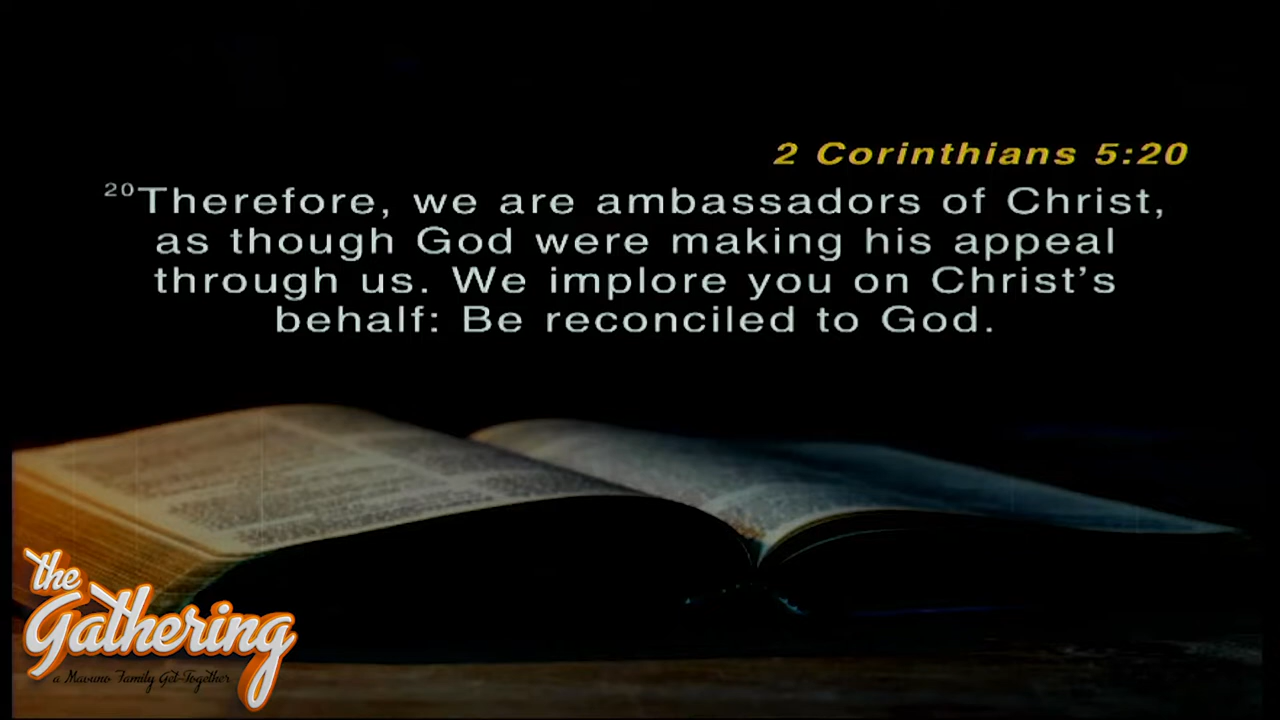 2 Corinthians 5:20
20Therefore, we are ambassadors of Christ,
as though God were making his appeal
through us. We implore you on Christ's
behalf: Be reconciled to God.
the
Gathering
a Mavuno Family Get-Together